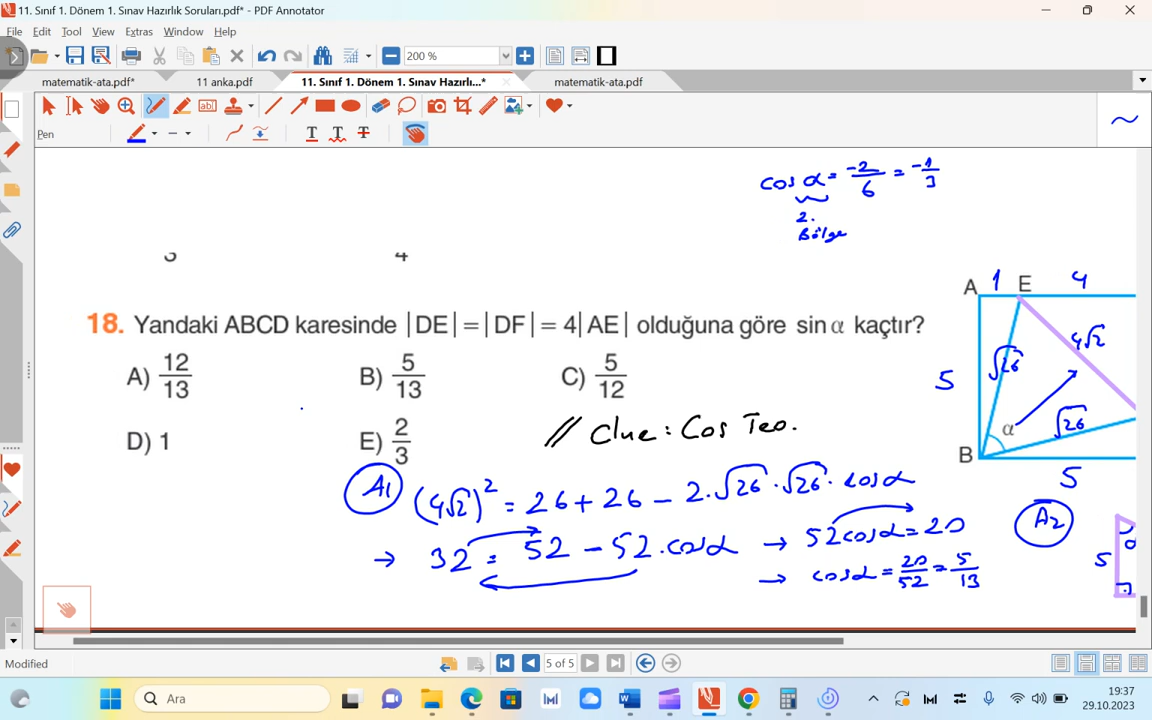 11. Sınıf 1. Dönem 1. Sınav Hazırlık Soruları.pdf* - PDF Annotator
File Edit Tool View Extras Window Help
200 %
matematik-ata.pdf* 11 anka.pdf 11. Sınıf 1. Dönem 1. Sınav Hazırlı...* matematik-ata.pdf
Pen
cos α = -2/6 = -1/3
2.
Bölge
3 4
18. Yandaki ABCD karesinde |DE| = |DF| = 4|AE| olduğuna göre sin α kaçtır?
A) 12/13 B) 5/13 C) 5/12
D) 1 E) 2/3
// Clue : Cos Teo.
A 1 E 4
5 √26 4√2
α √26
B 5
A1 (4√2)² = 26 + 26 - 2.√26.√26.cosα
→ 32 = 52 - 52.cosα → 52cosα = 20
→ cosα = 20/52 = 5/13
A2
5 α
Modified
5 of 5
Ara
19:37
29.10.2023